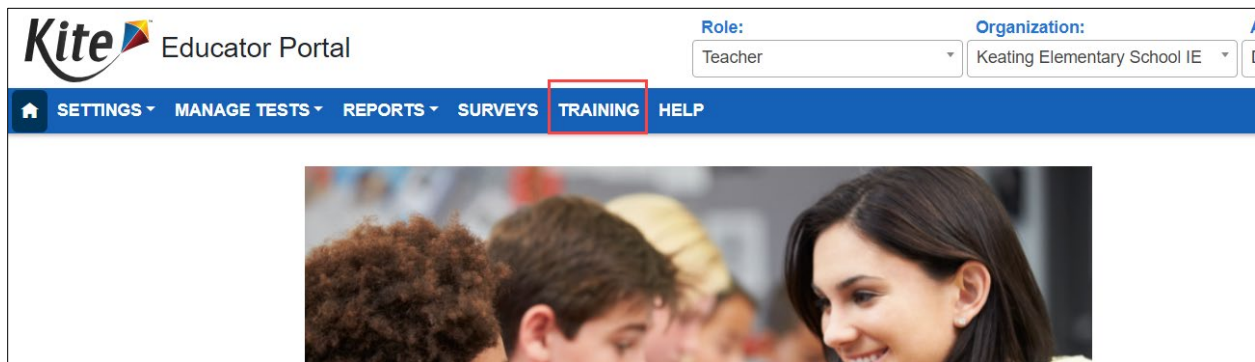 Kite Educator Portal
Role:
Organization:
Teacher
Keating Elementary School IE
SETTINGS MANAGE TESTS REPORTS SURVEYS TRAINING HELP